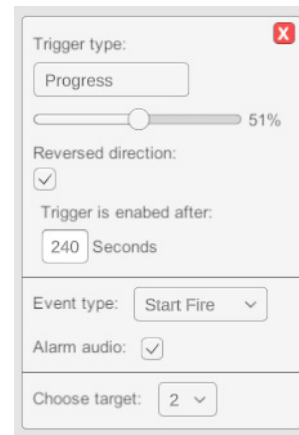 X
Trigger type:
Progress
51%
Reversed direction:
Trigger is enabed after:
240 Seconds
Event type: Start Fire
Alarm audio:
Choose target: 2